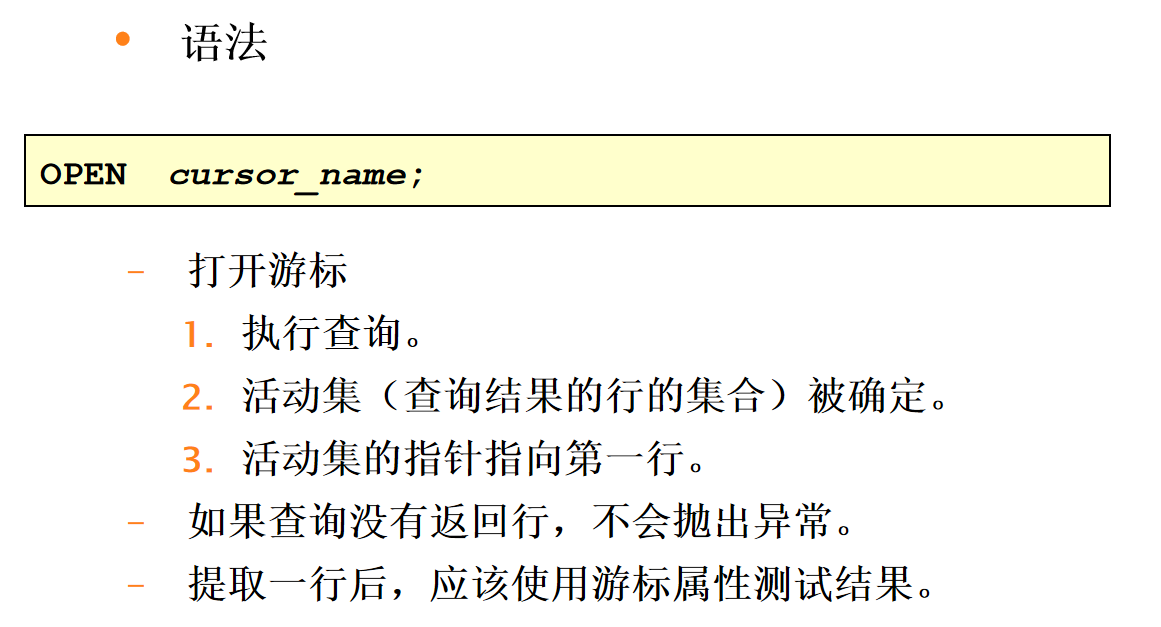 • 语法
OPEN cursor_name;
– 打开游标
1. 执行查询。
2. 活动集（查询结果的行的集合）被确定。
3. 活动集的指针指向第一行。
– 如果查询没有返回行，不会抛出异常。
– 提取一行后，应该使用游标属性测试结果。